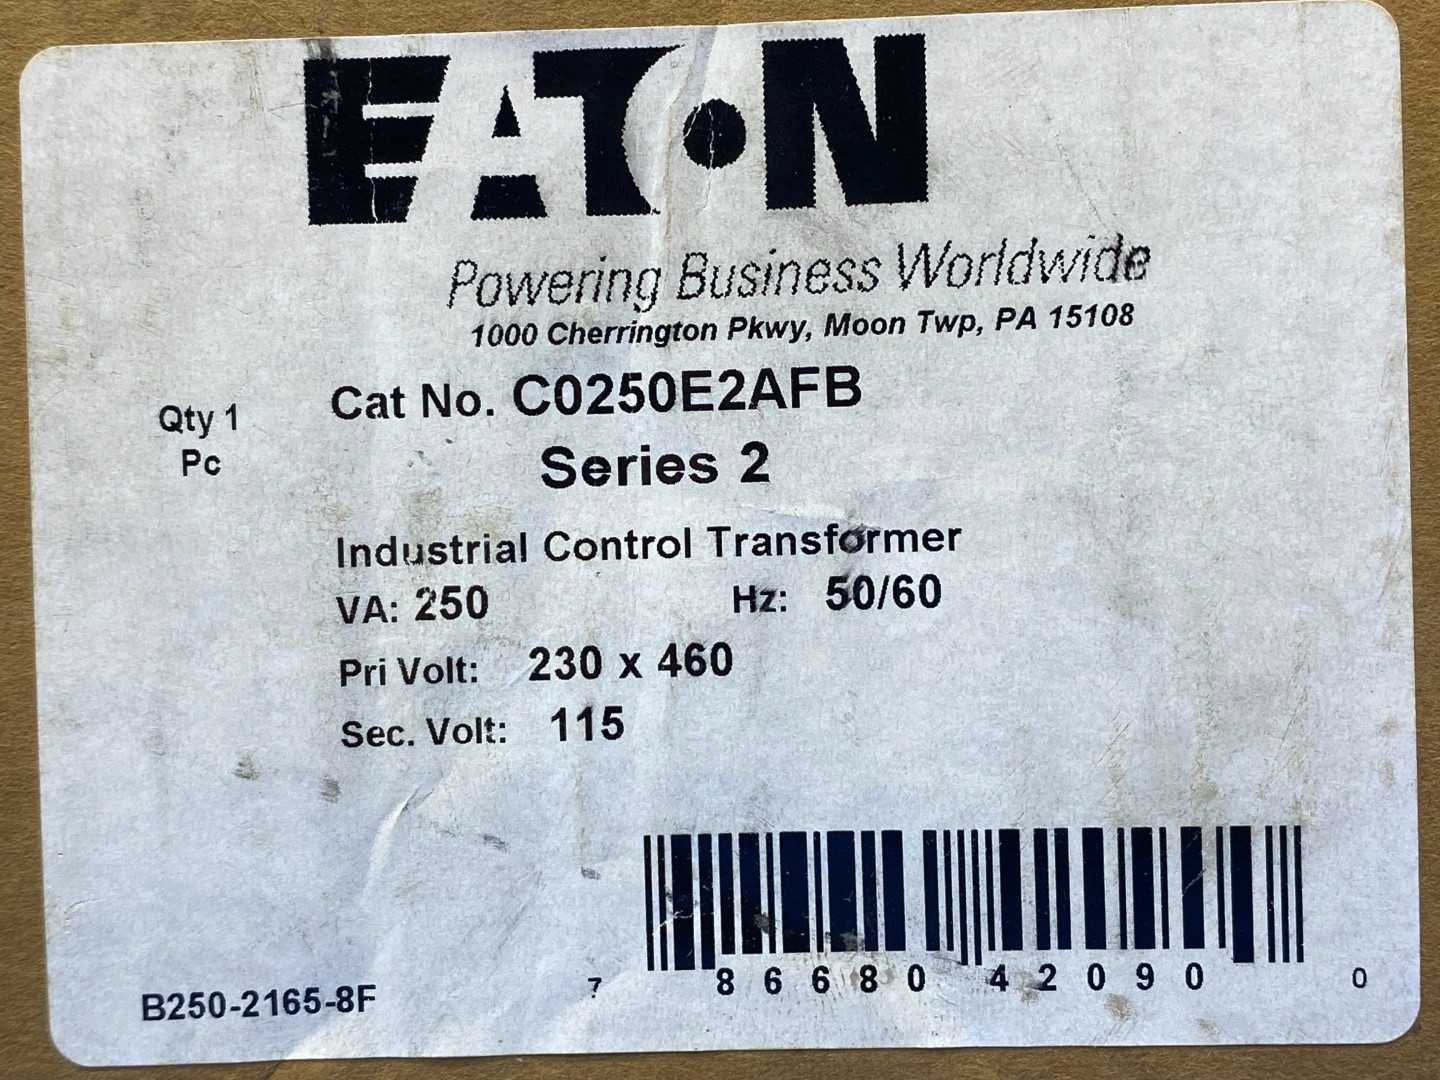 EATON
Powering Business Worldwide
1000 Cherrington Pkwy, Moon Twp, PA 15108
Qty 1
Pc
Cat No. C0250E2AFB
Series 2
Industrial Control Transformer
VA: 250 Hz: 50/60
Pri Volt: 230 x 460
Sec. Volt: 115
B250-2165-8F
7 86680 42090 0